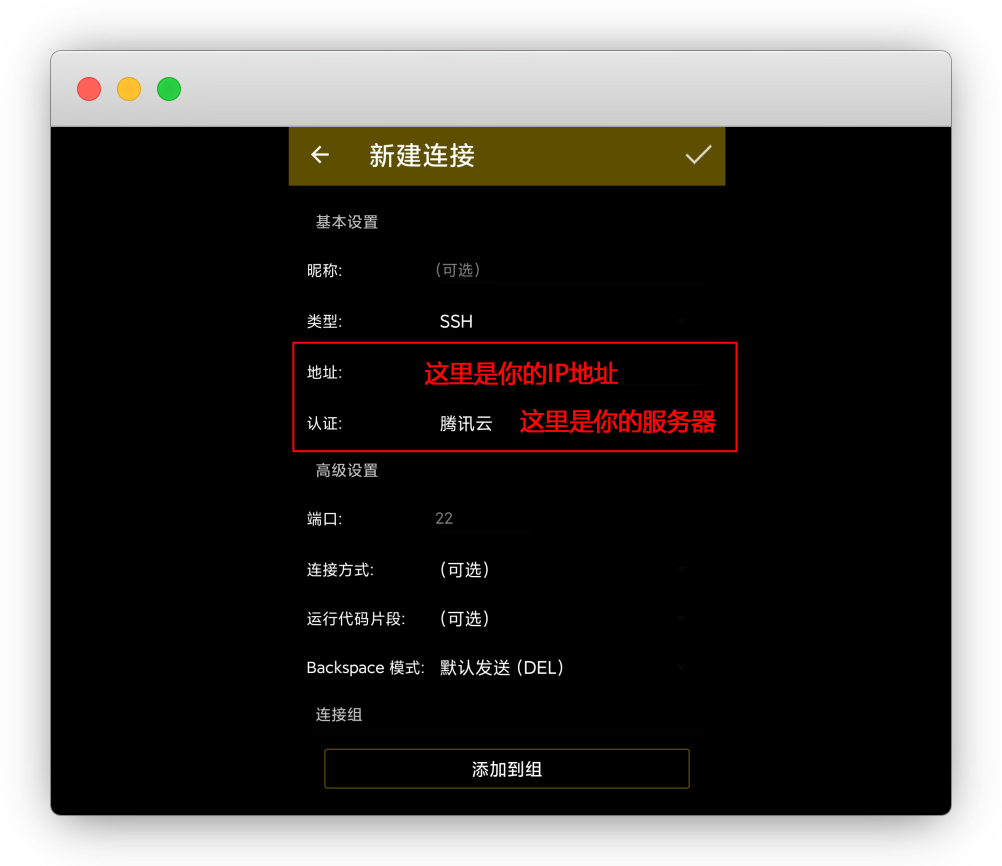 新建连接
基本设置
昵称: (可选)
类型: SSH
地址: 这里是你的IP地址
认证: 腾讯云 这里是你的服务器
高级设置
端口: 22
连接方式: (可选)
运行代码片段: (可选)
Backspace 模式: 默认发送 (DEL)
连接组
添加到组